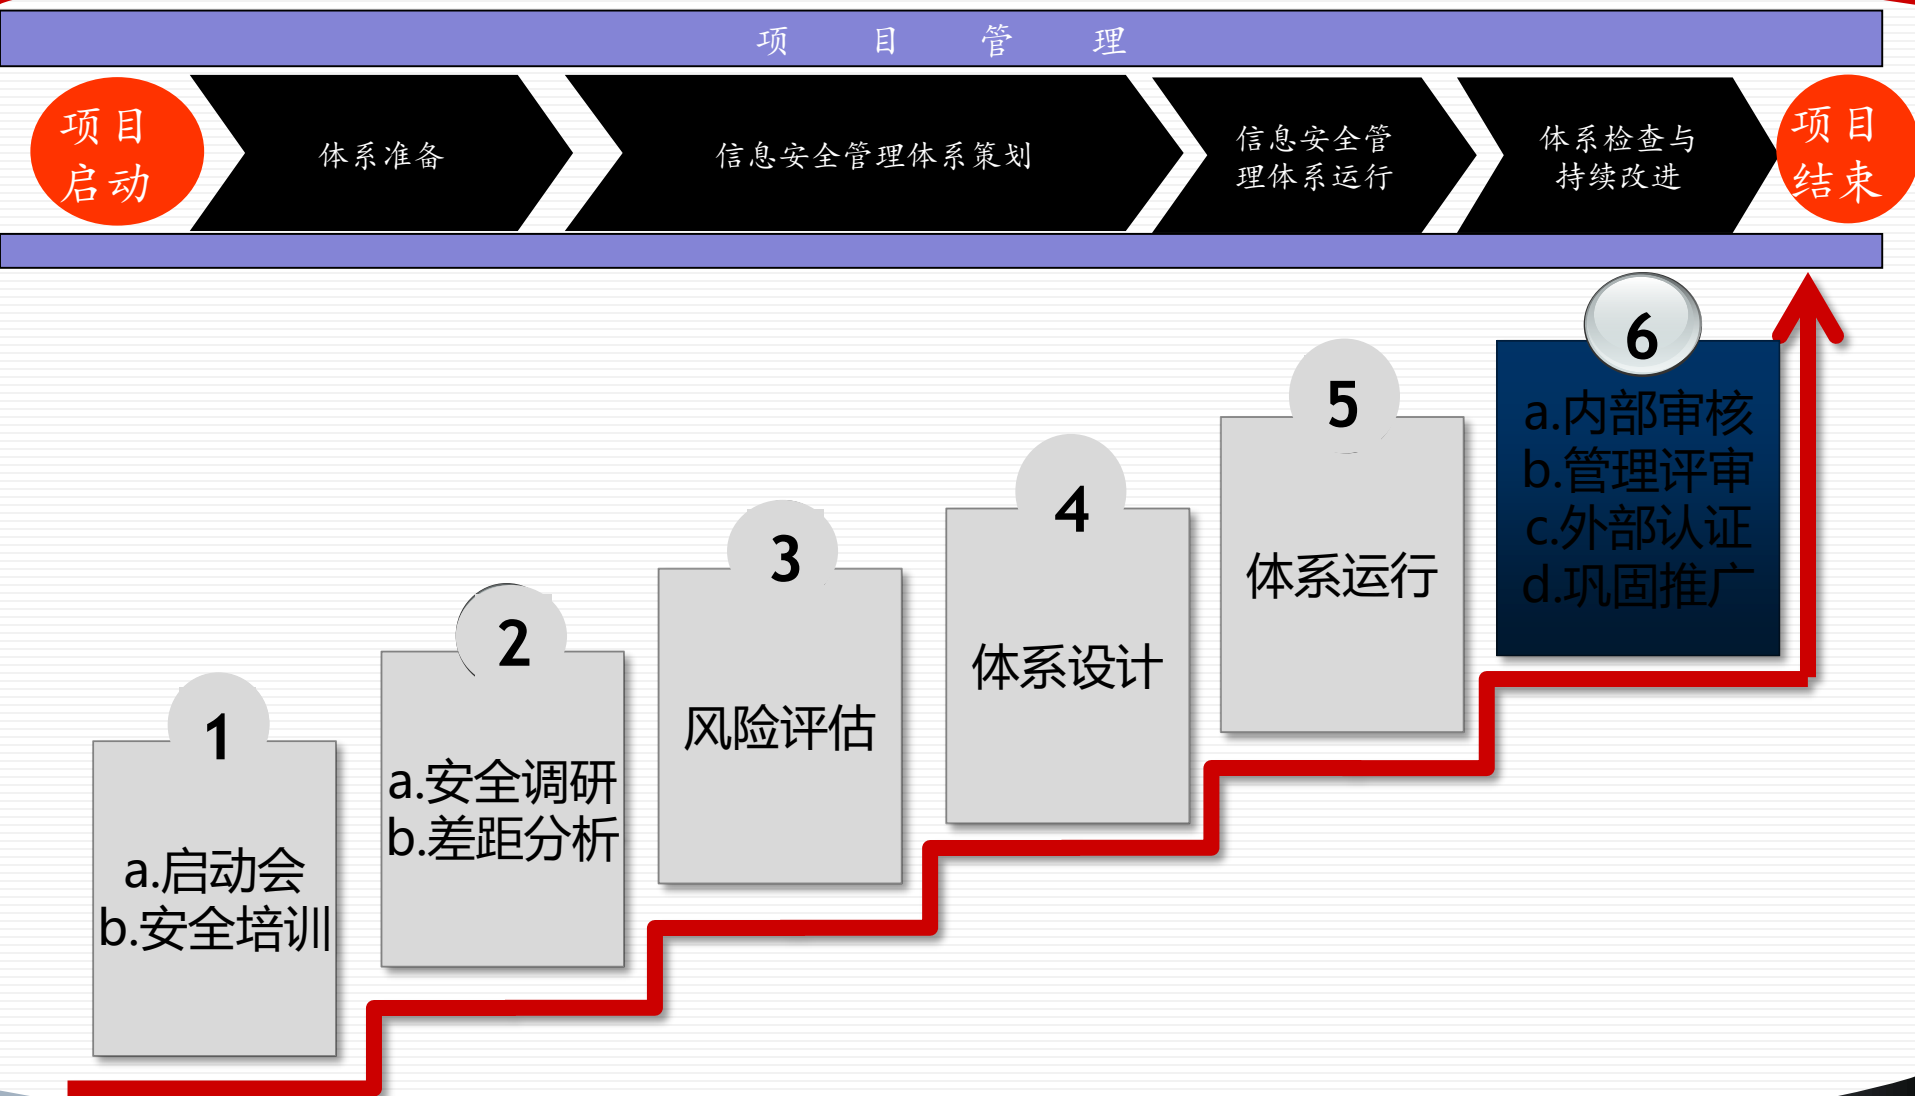 项 目 管 理
项目
启动
体系准备
信息安全管理体系策划
信息安全管
理体系运行
体系检查与
持续改进
项目
结束
1
a.启动会
b.安全培训
2
a.安全调研
b.差距分析
3
风险评估
4
体系设计
5
体系运行
6
a.内部审核
b.管理评审
c.外部认证
d.巩固推广